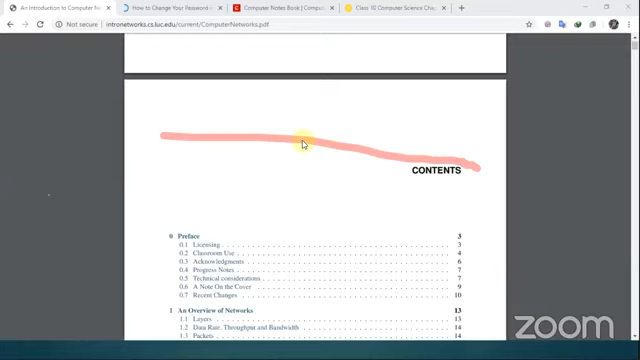 An Introduction to Computer Ne
How to Change Your Password
Computer Notes Book | Comput
Class 10 Computer Science Cha
Not secure | intronetworks.cs.luc.edu/current/ComputerNetworks.pdf
CONTENTS
0 Preface 3
0.1 Licensing 3
0.2 Classroom Use 4
0.3 Acknowledgments 6
0.4 Progress Notes 7
0.5 Technical considerations 7
0.6 A Note On the Cover 9
0.7 Recent Changes 10
1 An Overview of Networks 13
1.1 Layers 13
1.2 Data Rate, Throughput and Bandwidth 14
1.3 Packets 14
zoom